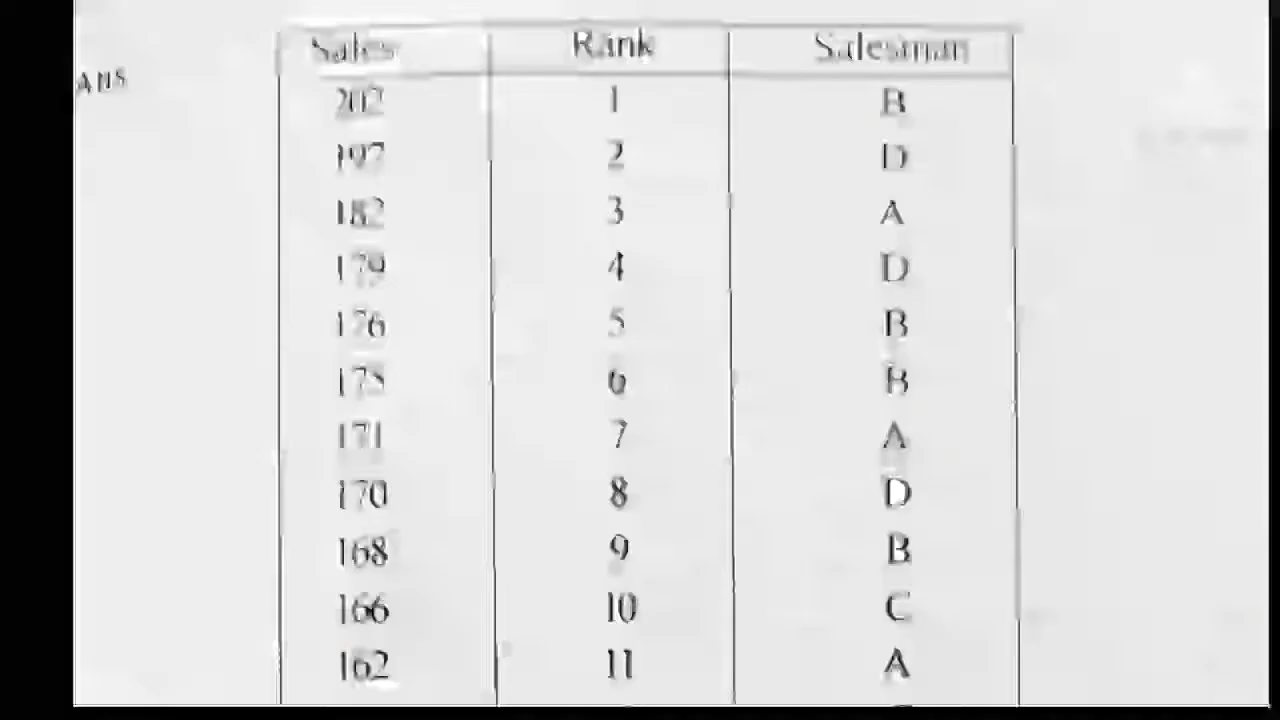 Sales Rank Salesman
ANS
202 1 B
197 2 D
182 3 A
179 4 D
176 5 B
175 6 B
171 7 A
170 8 D
168 9 B
166 10 C
162 11 A